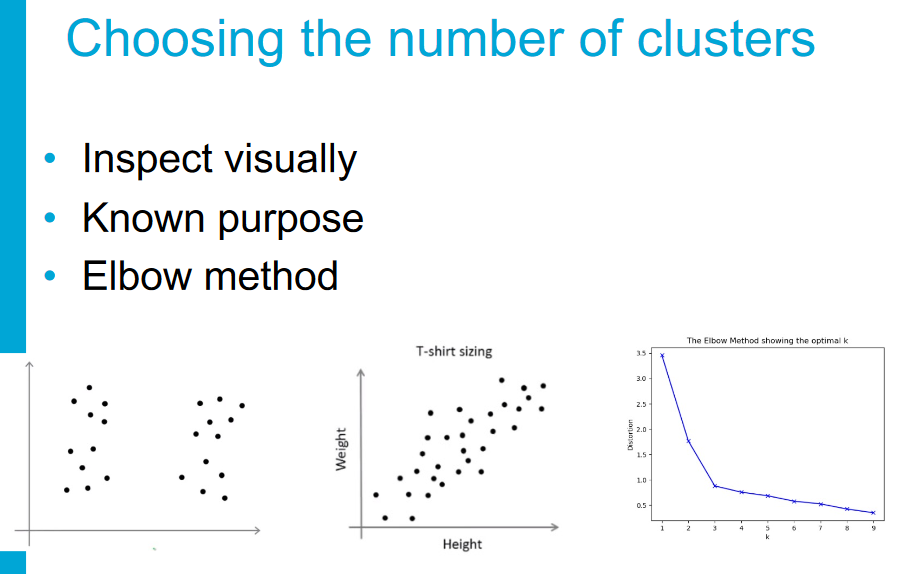 Choosing the number of clusters
• Inspect visually
• Known purpose
• Elbow method
T-shirt sizing
Weight
Height
The Elbow Method showing the optimal k
Distortion
3.5
3.0
2.5
2.0
1.5
1.0
0.5
1 2 3 4 5 6 7 8 9
k